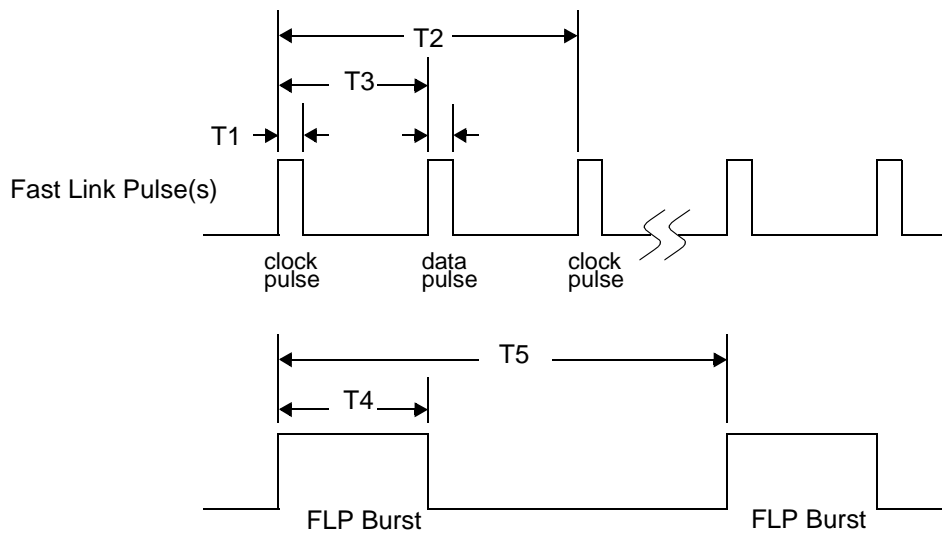 T2
T3
T1
Fast Link Pulse(s)
clock
pulse
data
pulse
clock
pulse
T5
T4
FLP Burst
FLP Burst